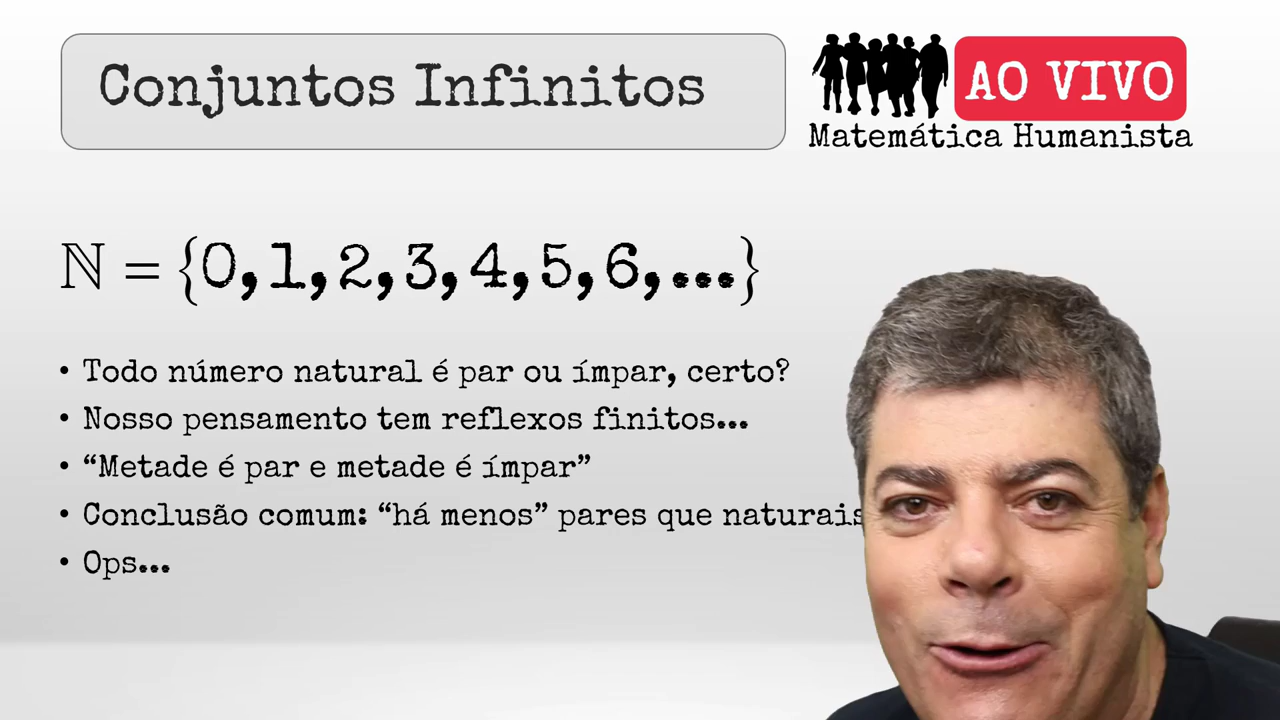 Conjuntos Infinitos
AO VIVO
Matemática Humanista
ℕ = {0,1,2,3,4,5,6,...}
• Todo número natural é par ou ímpar, certo?
• Nosso pensamento tem reflexos finitos...
• “Metade é par e metade é ímpar”
• Conclusão comum: “há menos” pares que naturais
• Ops...